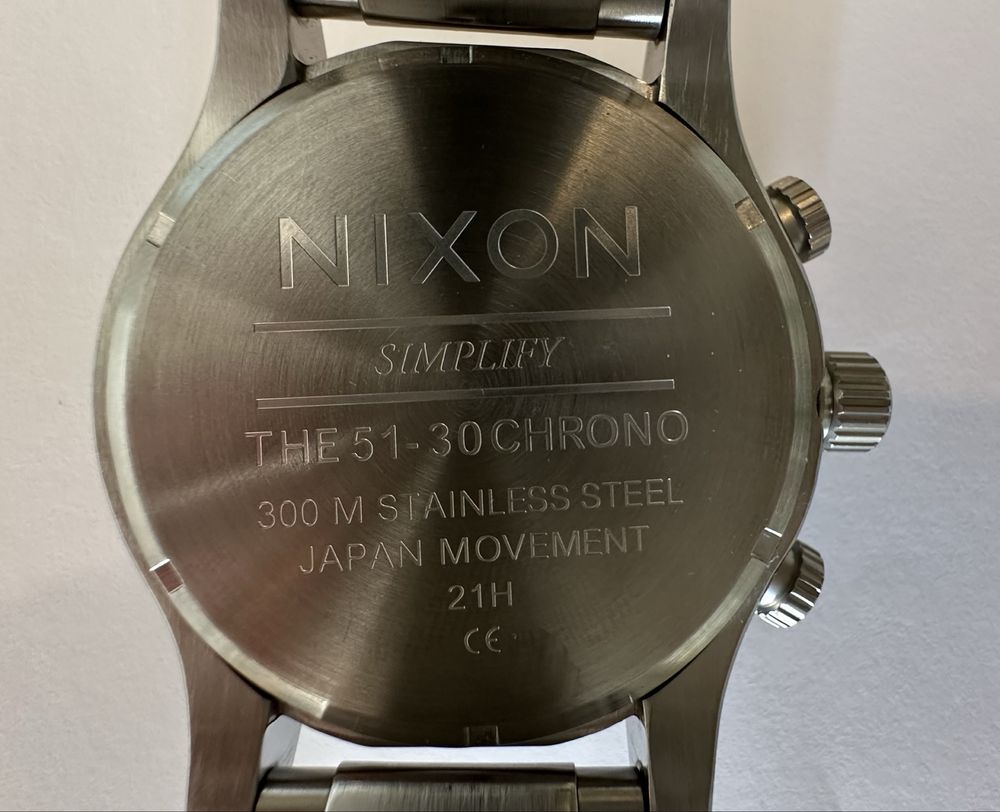 NIXON
SIMPLIFY
THE 51-30 CHRONO
300 M STAINLESS STEEL
JAPAN MOVEMENT
21H
CE